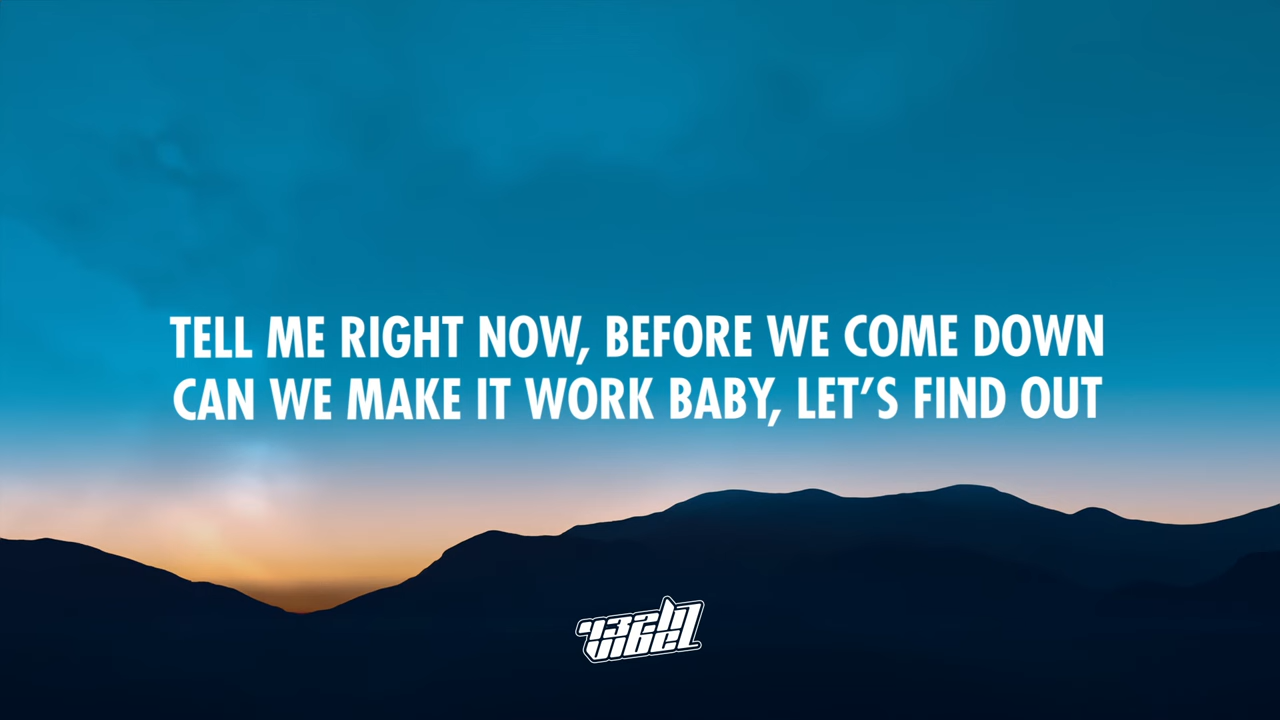 TELL ME RIGHT NOW, BEFORE WE COME DOWN
CAN WE MAKE IT WORK BABY, LET’S FIND OUT